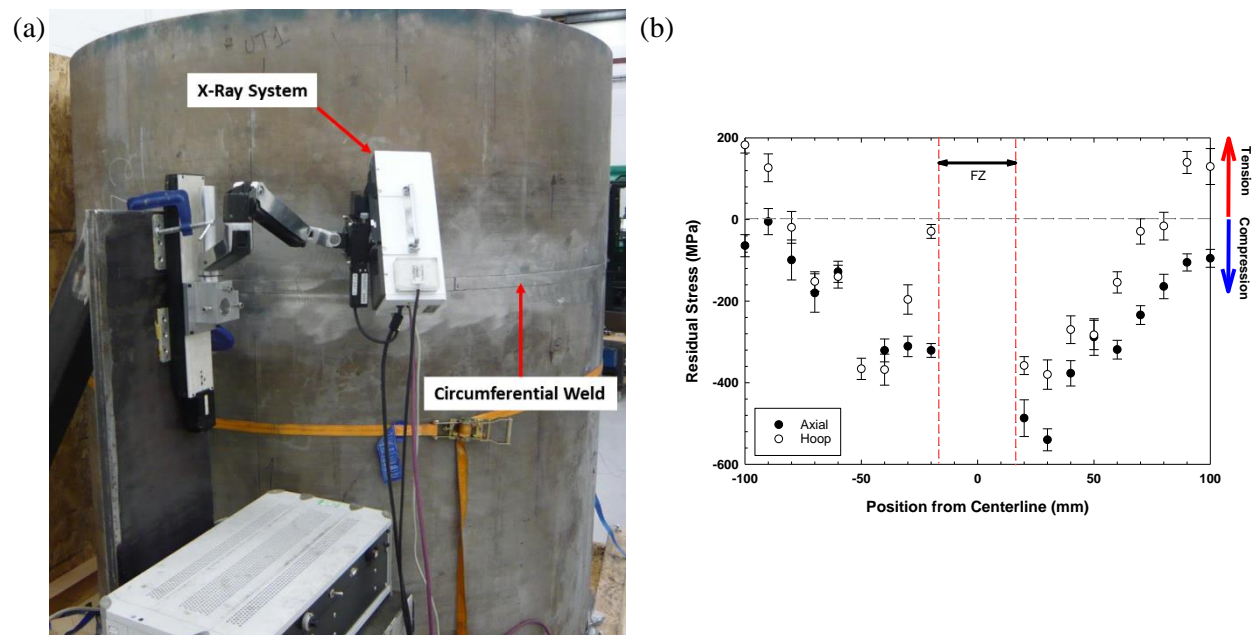 (a)
UT1
X-Ray System
Circumferential Weld
(b)
200
0
-200
-400
-600
Residual Stress (MPa)
FZ
Axial
Hoop
-100
-50
0
50
100
Position from Centerline (mm)
Tension
Compression